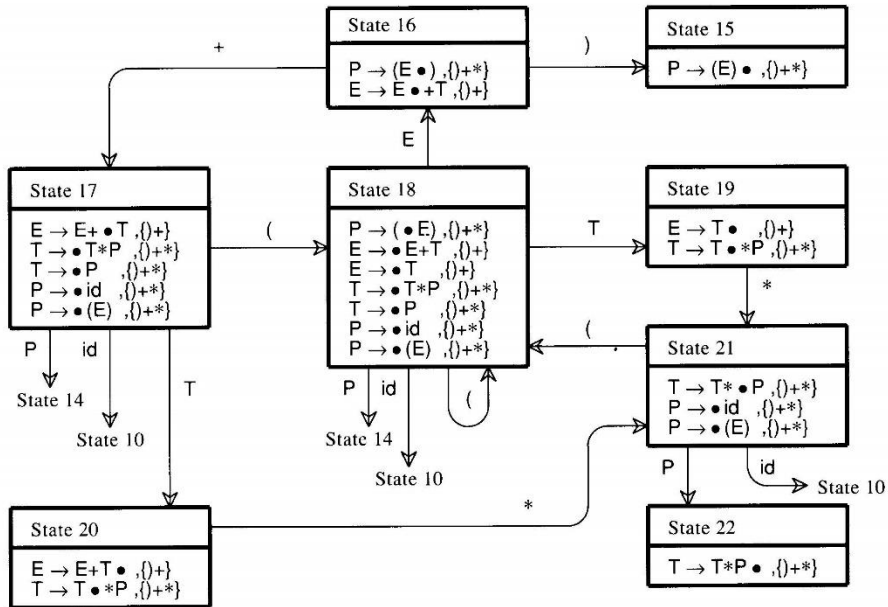 State 16
P → (E ●) ,{)+*}
E → E ● +T ,{)+}
State 15
P → (E) ● ,{)+*}
+
)
E
State 17
E → E+ ● T ,{)+}
T → ● T*P ,{)+*}
T → ● P ,{)+*}
P → ● id ,{)+*}
P → ● (E) ,{)+*}
(
State 18
P → ( ● E) ,{)+*}
E → ● E+T ,{)+}
E → ● T ,{)+}
T → ● T*P ,{)+*}
T → ● P ,{)+*}
P → ● id ,{)+*}
P → ● (E) ,{)+*}
T
State 19
E → T ● ,{)+}
T → T ● *P ,{)+*}
*
(
State 21
T → T* ● P ,{)+*}
P → ● id ,{)+*}
P → ● (E) ,{)+*}
P
id
T
State 14
State 10
P
id
(
State 14
State 10
P
id
State 10
*
State 20
E → E+T ● ,{)+}
T → T ● *P ,{)+*}
State 22
T → T*P ● ,{)+*}